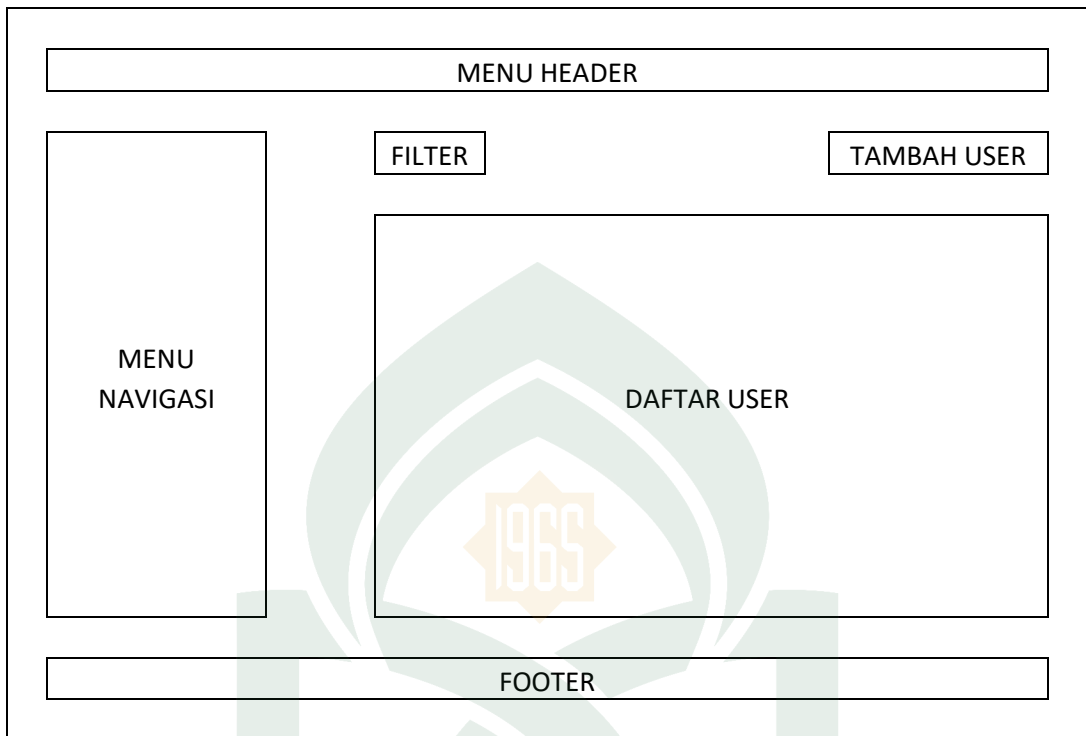 MENU HEADER
FILTER
TAMBAH USER
MENU
NAVIGASI
DAFTAR USER
1965
FOOTER